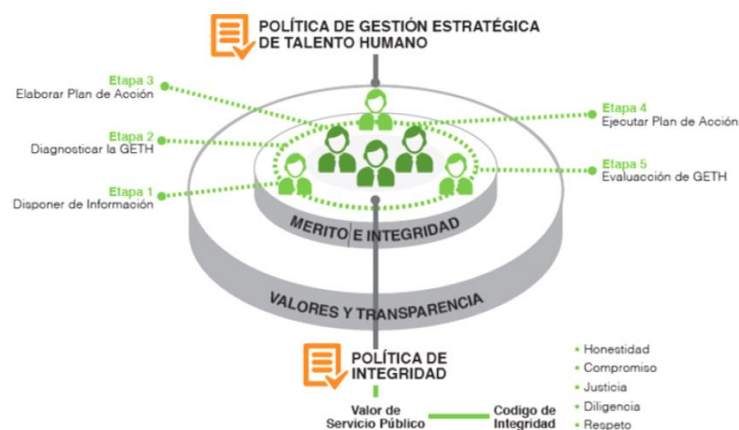 POLÍTICA DE GESTIÓN ESTRATÉGICA
DE TALENTO HUMANO
Etapa 3
Elaborar Plan de Acción
Etapa 2
Diagnosticar la GETH
Etapa 1
Disponer de Información
Etapa 4
Ejecutar Plan de Acción
Etapa 5
Evaluacción de GETH
MERITO E INTEGRIDAD
VALORES Y TRANSPARENCIA
POLÍTICA DE
INTEGRIDAD
Valor de
Servicio Público
Codigo de
Integridad
• Honestidad
• Compromiso
• Justicia
• Diligencia
• Respeto